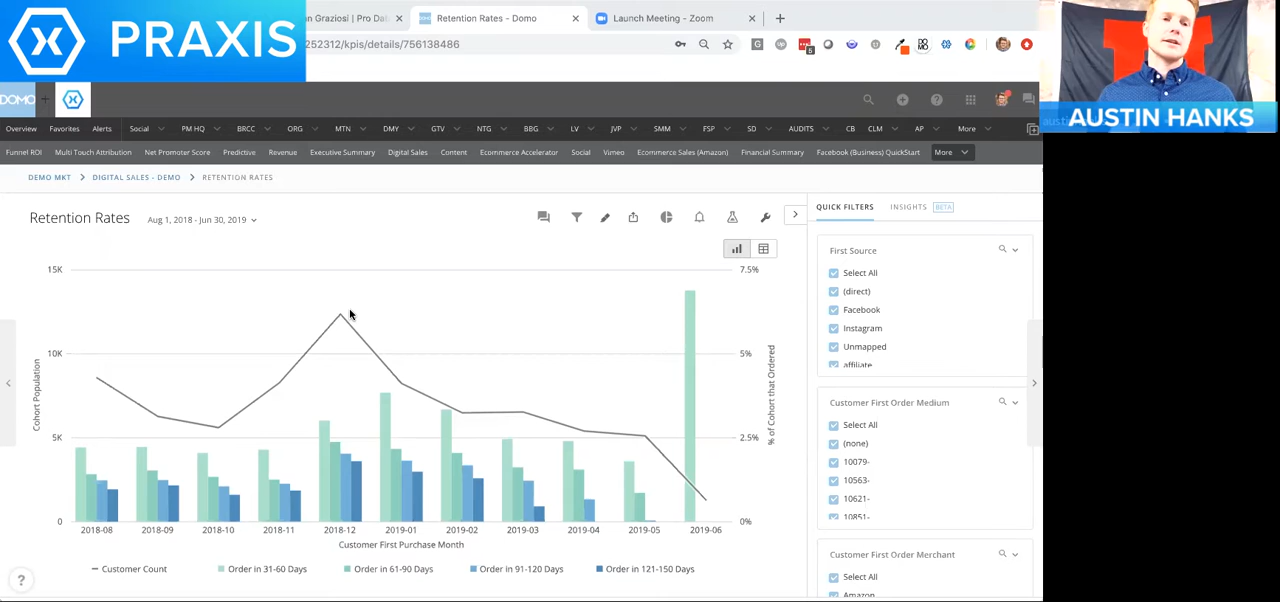 PRAXIS
n Graziosi | Pro Da
Retention Rates - Domo
Launch Meeting - Zoom
252312/kpis/details/756138486
AUSTIN HANKS
DOMO
Overview Favorites Alerts Social PM HQ BRCC ORG MTN DMY GTV NTG BBG LV JVP SMM FSP SD AUDITS CB CLM AP More
Funnel ROI Multi Touch Attribution Net Promoter Score Predictive Revenue Executive Summary Digital Sales Content Ecommerce Accelerator Social Vimeo Ecommerce Sales (Amazon) Financial Summary Facebook (Business) QuickStart More
DEMO MKT > DIGITAL SALES - DEMO > RETENTION RATES
Retention Rates Aug 1, 2018 - Jun 30, 2019
15K 7.5%
10K 5%
5K 2.5%
0 0%
Cohort Population
% of Cohort that Ordered
2018-08 2018-09 2018-10 2018-11 2018-12 2019-01 2019-02 2019-03 2019-04 2019-05 2019-06
Customer First Purchase Month
Customer Count Order in 31-60 Days Order in 61-90 Days Order in 91-120 Days Order in 121-150 Days
?
QUICK FILTERS INSIGHTS BETA
First Source
Select All
(direct)
Facebook
Instagram
Unmapped
affiliate
Customer First Order Medium
Select All
(none)
10079-
10563-
10621-
10851-
Customer First Order Merchant
Select All
Amazon